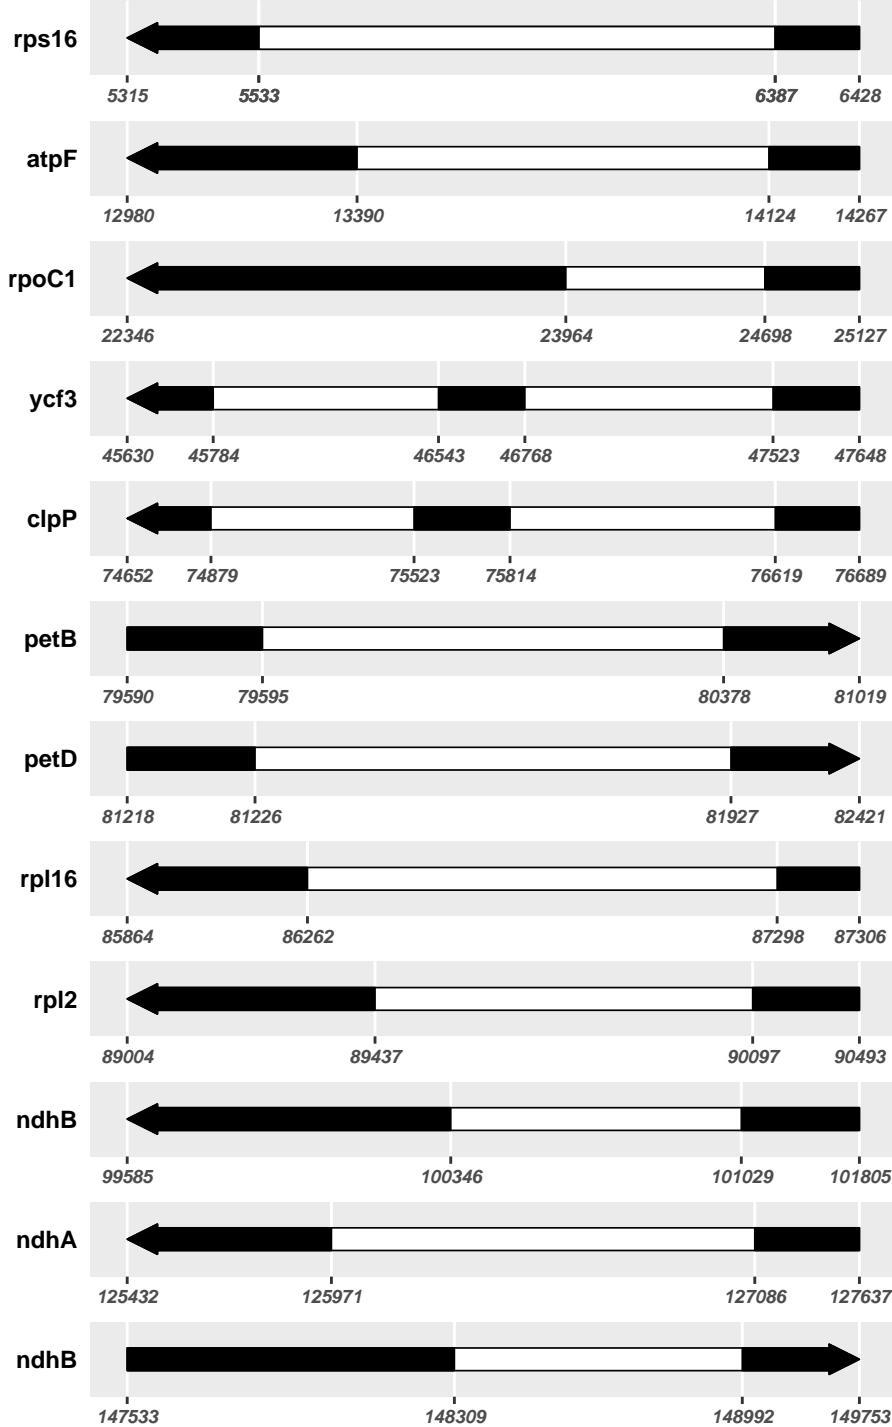 rps16
5315 5533 6387 6428
atpF
12980 13390 14124 14267
rpoC1
22346 23964 24698 25127
ycf3
45630 45784 46543 46768 47523 47648
clpP
74652 74879 75523 75814 76619 76689
petB
79590 79595 80378 81019
petD
81218 81226 81927 82421
rpl16
85864 86262 87298 87306
rpl2
89004 89437 90097 90493
ndhB
99585 100346 101029 101805
ndhA
125432 125971 127086 127637
ndhB
147533 148309 148992 149753